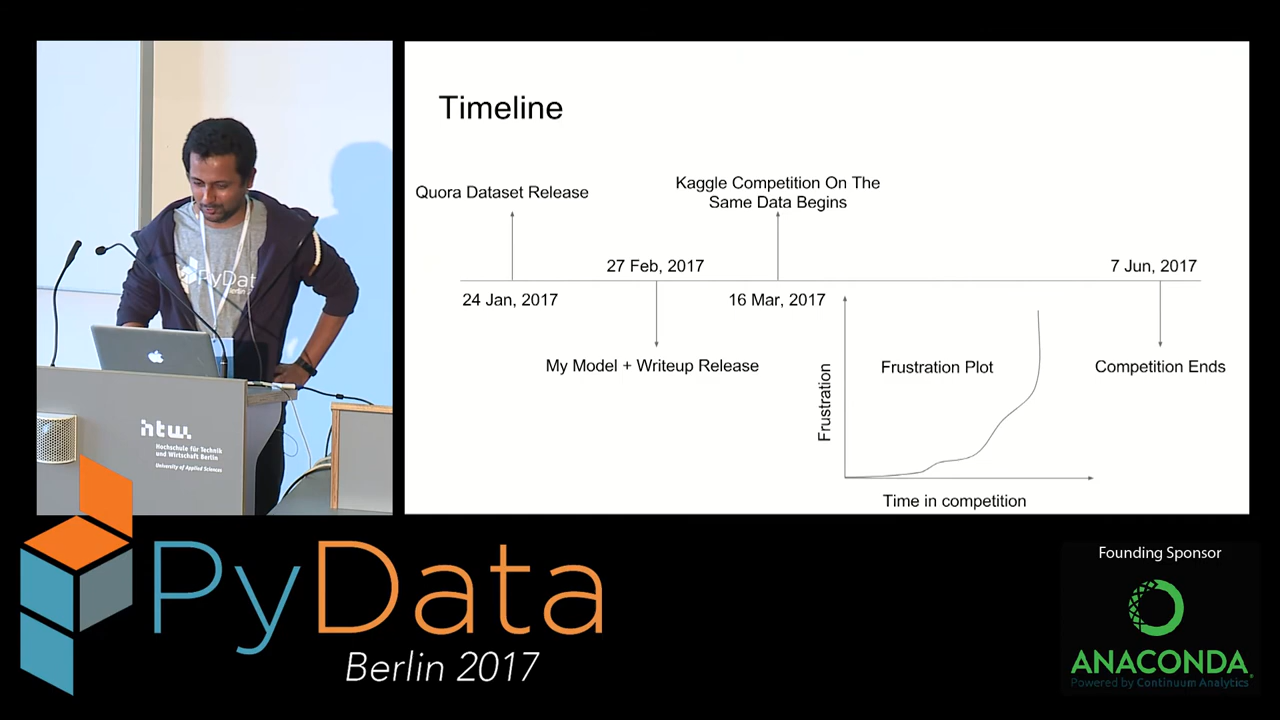 Timeline
Quora Dataset Release
Kaggle Competition On The
Same Data Begins
27 Feb, 2017
7 Jun, 2017
24 Jan, 2017
16 Mar, 2017
My Model + Writeup Release
Frustration Plot
Competition Ends
Frustration
Time in competition
PyData
Berlin
htw
Hochschule für Technik
und Wirtschaft Berlin
University of Applied Sciences
PyData
Berlin 2017
Founding Sponsor
ANACONDA
Powered by Continuum Analytics